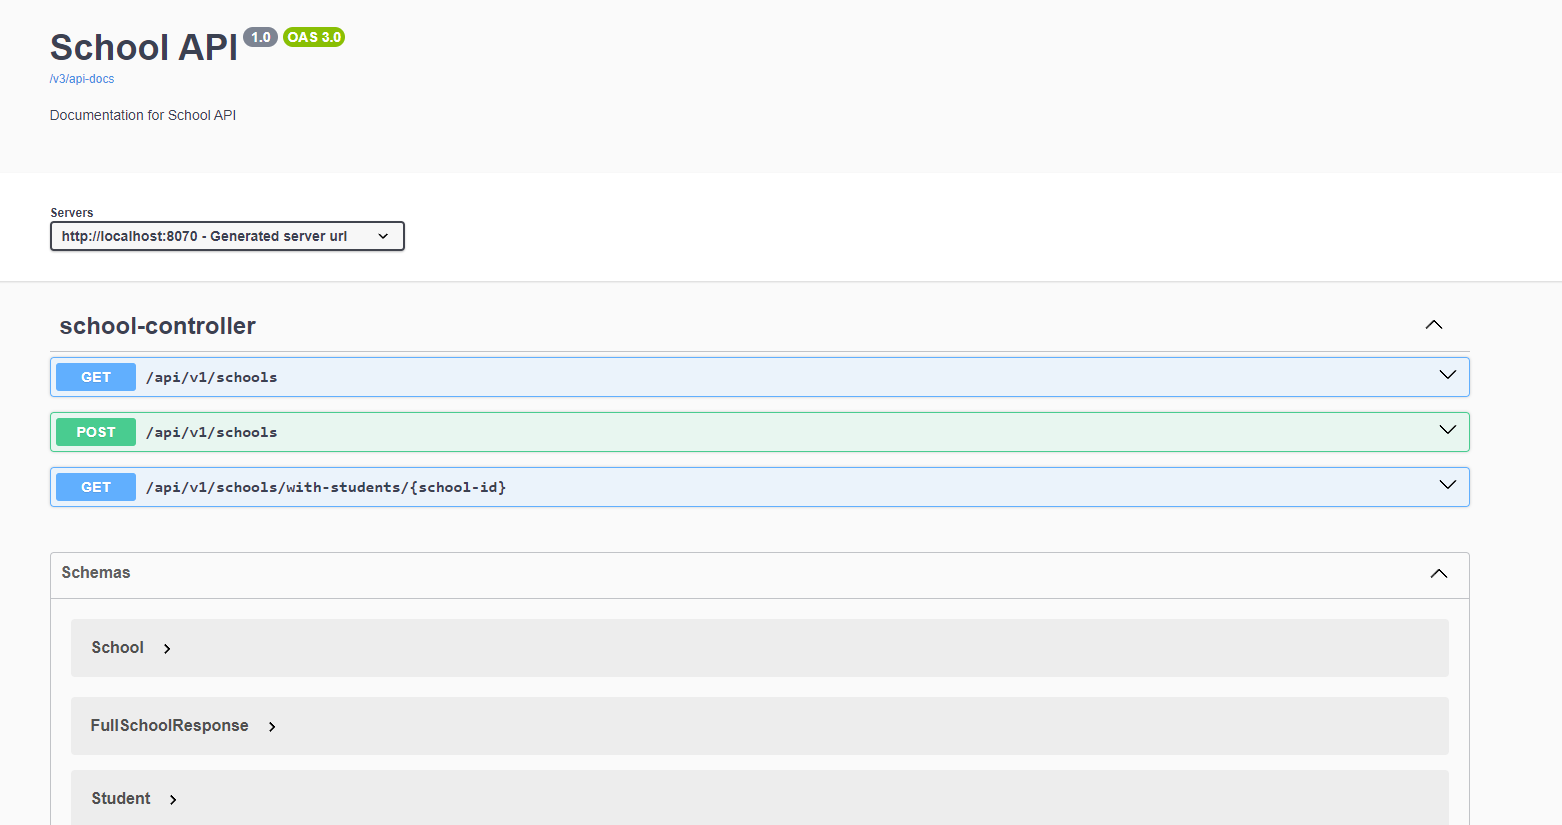 School API 1.0 OAS 3.0
/v3/api-docs
Documentation for School API
Servers
http://localhost:8070 - Generated server url
school-controller
GET /api/v1/schools
POST /api/v1/schools
GET /api/v1/schools/with-students/{school-id}
Schemas
School
FullSchoolResponse
Student